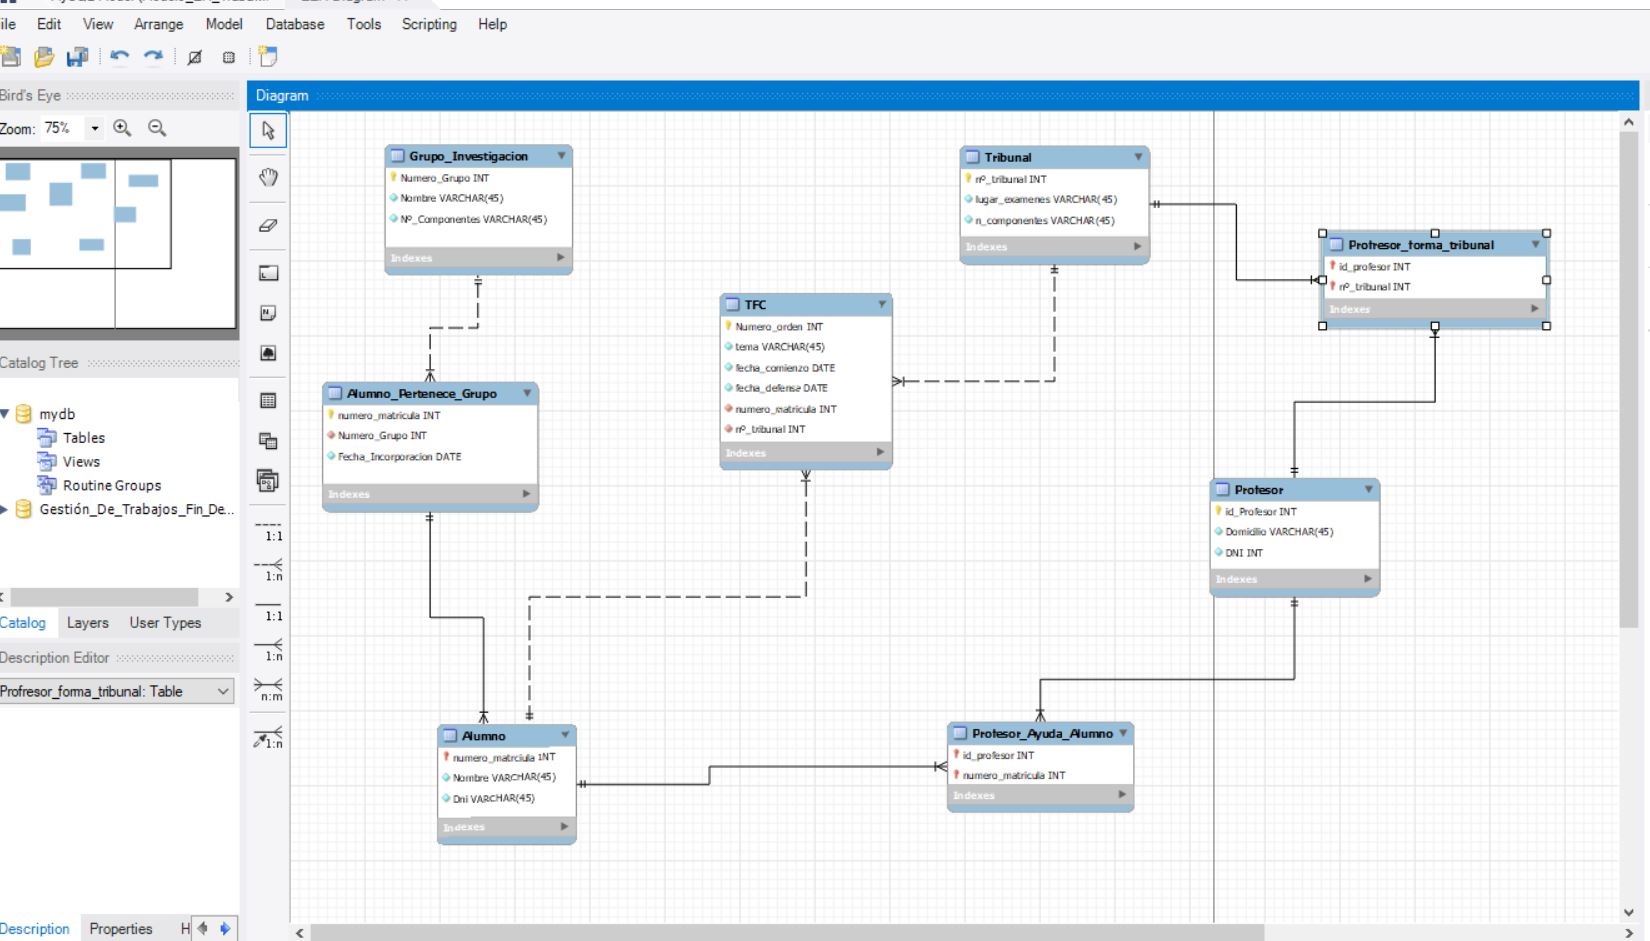 File Edit View Arrange Model Database Tools Scripting Help
Bird's Eye
Zoom: 75%
Catalog Tree
mydb
Tables
Views
Routine Groups
Gestión_De_Trabajos_Fin_De...
Catalog Layers User Types
Description Editor
Profresor_forma_tribunal: Table
Description Properties H
Diagram
1:1
1:n
1:1
1:n
n:m
1:n
Grupo_Investigacion
Numero_Grupo INT
Nombre VARCHAR(45)
Nº_Componentes VARCHAR(45)
Indexes
Tribunal
nº_tribunal INT
lugar_examenes VARCHAR(45)
n_componentes VARCHAR(45)
Indexes
Profresor_forma_tribunal
id_profesor INT
nº_tribunal INT
Indexes
TFC
Numero_orden INT
tema VARCHAR(45)
fecha_comienzo DATE
fecha_defensa DATE
numero_matricula INT
nº_tribunal INT
Indexes
Alumno_Pertenece_Grupo
numero_matricula INT
Numero_Grupo INT
Fecha_Incorporacion DATE
Indexes
Profesor
id_Profesor INT
Domicilio VARCHAR(45)
DNI INT
Indexes
Alumno
numero_matrciula INT
Nombre VARCHAR(45)
Dni VARCHAR(45)
Indexes
Profesor_Ayuda_Alumno
id_profesor INT
numero_matricula INT
Indexes